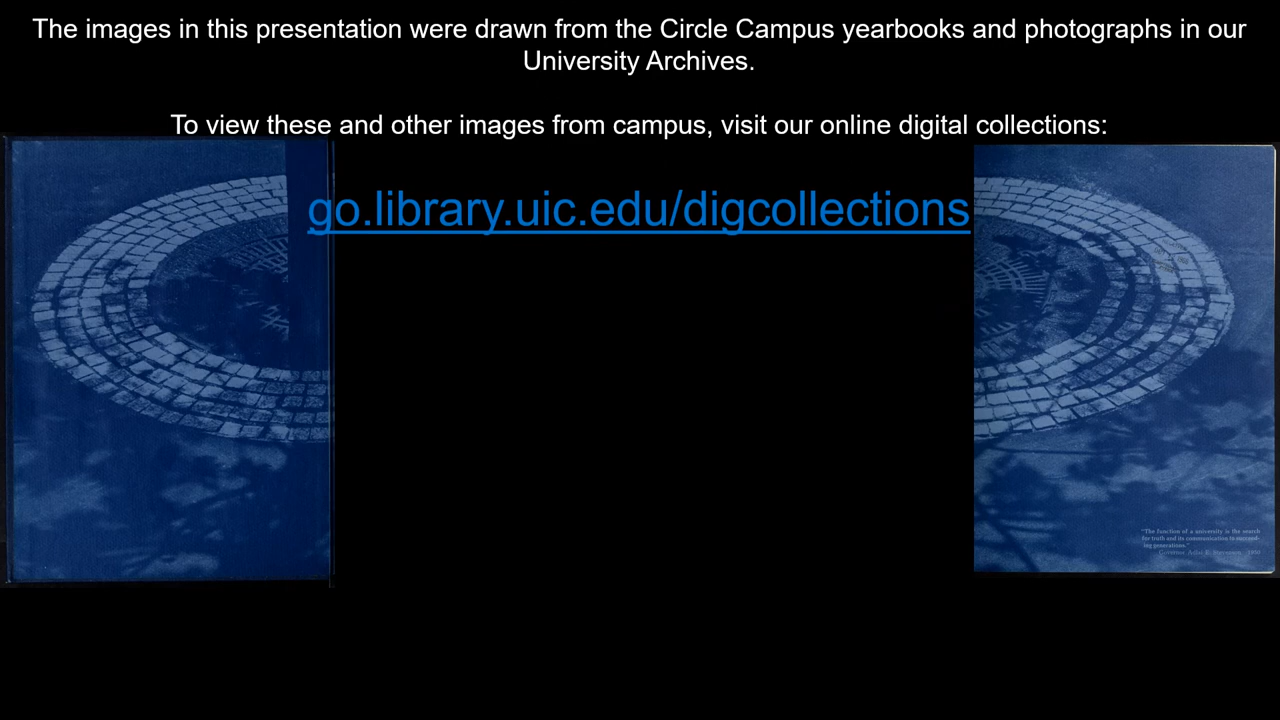 The images in this presentation were drawn from the Circle Campus yearbooks and photographs in our
University Archives.
To view these and other images from campus, visit our online digital collections:
go.library.uic.edu/digcollections
"The function of a university is the search
for truth and its communication to succeed-
ing generations."
Governor Adlai E. Stevenson, 1950